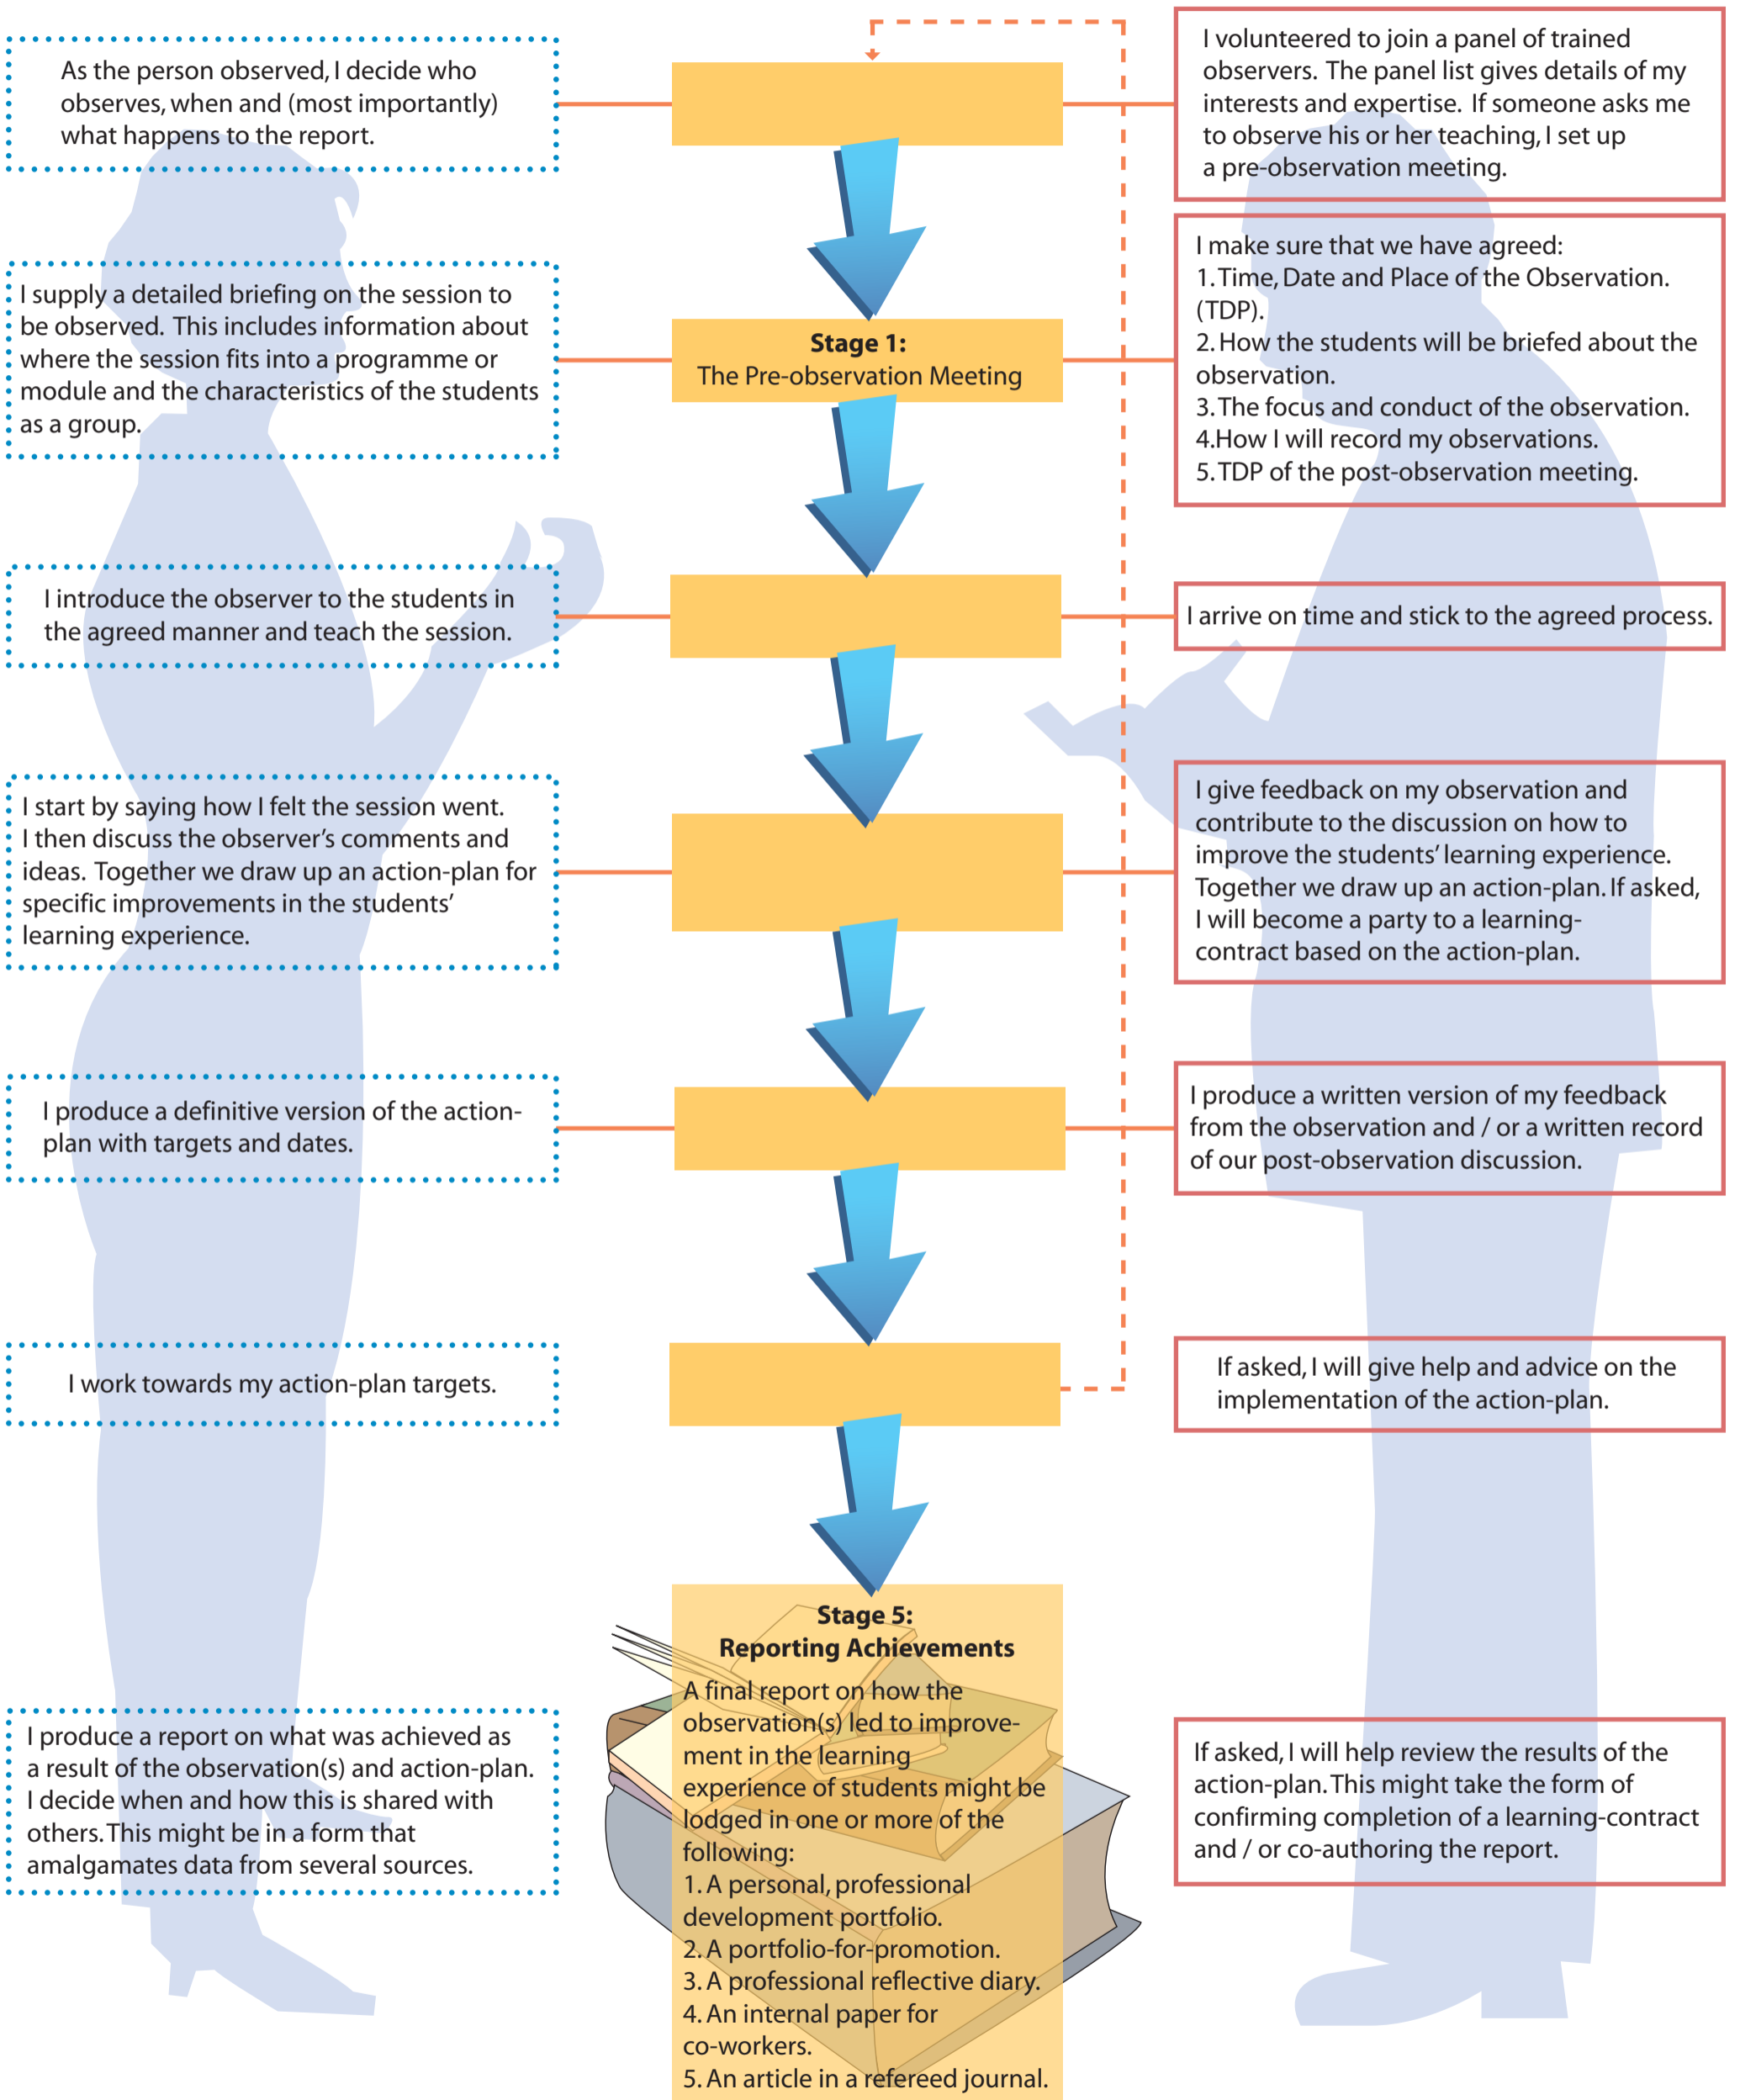 As the person observed, I decide who
observes, when and (most importantly)
what happens to the report.
I volunteered to join a panel of trained
observers. The panel list gives details of my
interests and expertise. If someone asks me
to observe his or her teaching, I set up
a pre-observation meeting.
I supply a detailed briefing on the session to
be observed. This includes information about
where the session fits into a programme or
module and the characteristics of the students
as a group.
Stage 1:
The Pre-observation Meeting
I make sure that we have agreed:
1. Time, Date and Place of the Observation.
(TDP).
2. How the students will be briefed about the
observation.
3. The focus and conduct of the observation.
4.How I will record my observations.
5. TDP of the post-observation meeting.
I introduce the observer to the students in
the agreed manner and teach the session.
I arrive on time and stick to the agreed process.
I start by saying how I felt the session went.
I then discuss the observer's comments and
ideas. Together we draw up an action-plan for
specific improvements in the students'
learning experience.
I give feedback on my observation and
contribute to the discussion on how to
improve the students' learning experience.
Together we draw up an action-plan. If asked,
I will become a party to a learning-
contract based on the action-plan.
I produce a definitive version of the action-
plan with targets and dates.
I produce a written version of my feedback
from the observation and / or a written record
of our post-observation discussion.
I work towards my action-plan targets.
If asked, I will give help and advice on the
implementation of the action-plan.
Stage 5:
Reporting Achievements
A final report on how the
observation(s) led to improve-
ment in the learning
experience of students might be
lodged in one or more of the
following:
1. A personal, professional
development portfolio.
2. A portfolio-for-promotion.
3. A professional reflective diary.
4. An internal paper for
co-workers.
5. An article in a refereed journal.
I produce a report on what was achieved as
a result of the observation(s) and action-plan.
I decide when and how this is shared with
others. This might be in a form that
amalgamates data from several sources.
If asked, I will help review the results of the
action-plan. This might take the form of
confirming completion of a learning-contract
and / or co-authoring the report.